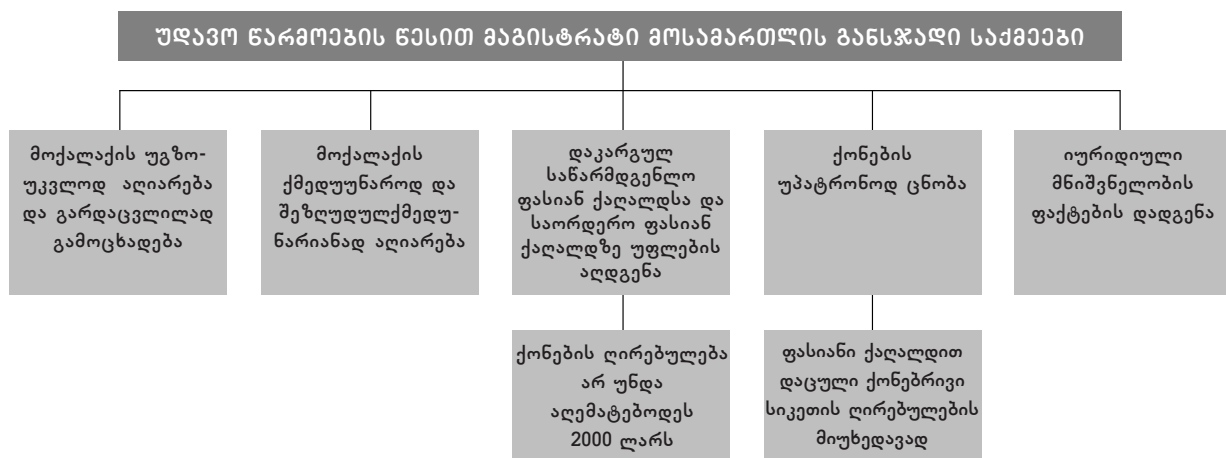 უდავო წარმოების წესით მაგისტრატი მოსამართლის განსჯადი საქმეები
მოქალაქის უგზო-
უკვლოდ აღიარება
და გარდაცვლილად
გამოცხადება
მოქალაქის
ქმედუუნაროდ და
შეზღუდულქმედუ-
ნარიანად აღიარება
დაკარგულ
საწარმდგენლო
ფასიან ქაღალდსა და
საორდერო ფასიან
ქაღალდზე უფლების
აღდგენა
ქონების
უპატრონოდ ცნობა
იურიდიული
მნიშვნელობის
ფაქტების დადგენა
ქონების ღირებულება
არ უნდა
აღემატებოდეს
2000 ლარს
ფასიანი ქაღალდით
დაცული ქონებრივი
სიკეთის ღირებულების
მიუხედავად